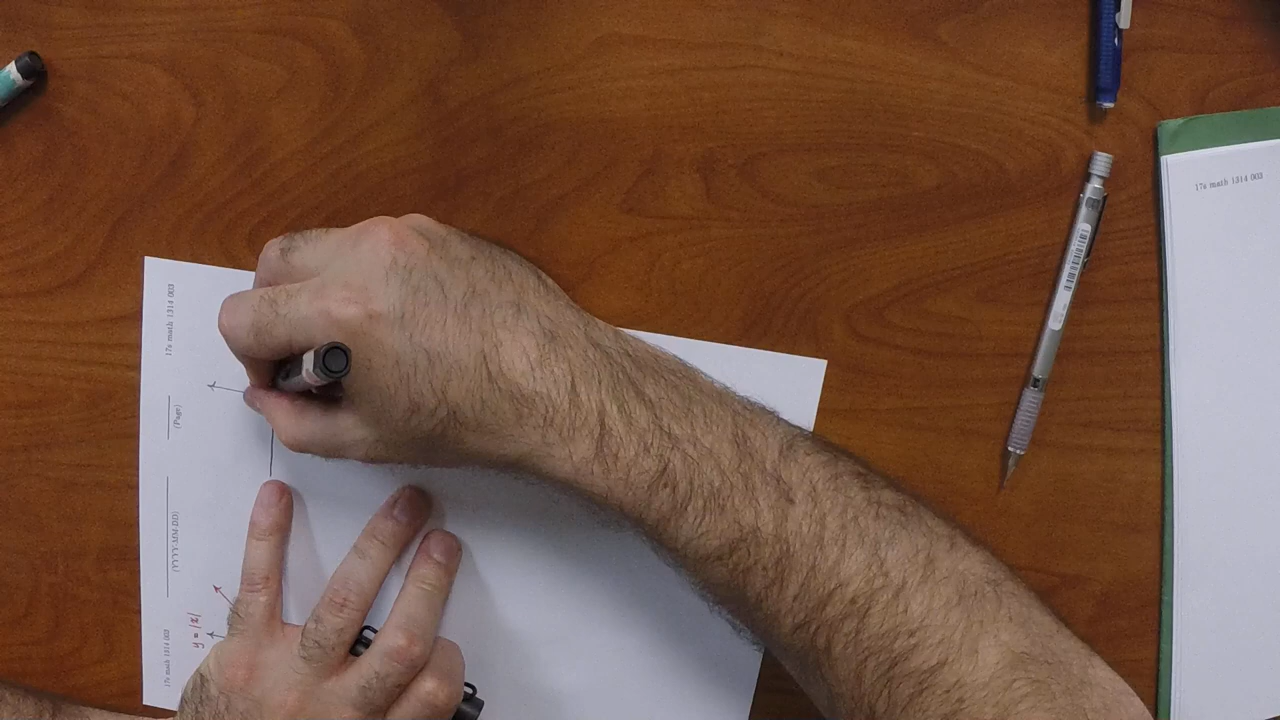 17s math 1314 003
(Page)
(YYYY-MM-DD)
17s math 1314 003
y = |x|
17s math 1314 003